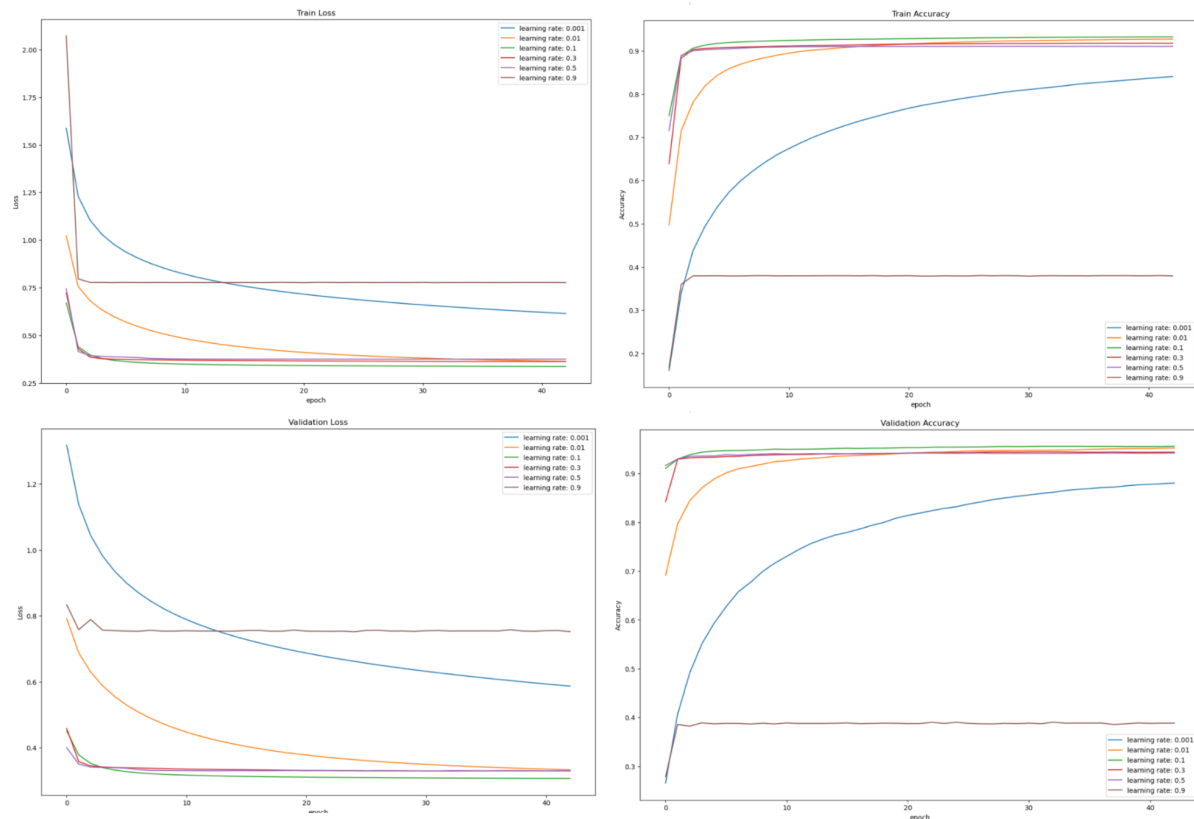 Train Loss
2.00
1.75
1.50
1.25
1.00
0.75
0.50
0.25
Loss
0
10
20
30
40
epoch
learning rate: 0.001
learning rate: 0.01
learning rate: 0.1
learning rate: 0.3
learning rate: 0.5
learning rate: 0.9
Train Accuracy
0.9
0.8
0.7
0.6
0.5
0.4
0.3
0.2
Accuracy
0
10
20
30
40
epoch
learning rate: 0.001
learning rate: 0.01
learning rate: 0.1
learning rate: 0.3
learning rate: 0.5
learning rate: 0.9
Validation Loss
1.2
1.0
0.8
0.6
0.4
Loss
0
10
20
30
40
epoch
learning rate: 0.001
learning rate: 0.01
learning rate: 0.1
learning rate: 0.3
learning rate: 0.5
learning rate: 0.9
Validation Accuracy
0.9
0.8
0.7
0.6
0.5
0.4
0.3
Accuracy
0
10
20
30
40
epoch
learning rate: 0.001
learning rate: 0.01
learning rate: 0.1
learning rate: 0.3
learning rate: 0.5
learning rate: 0.9